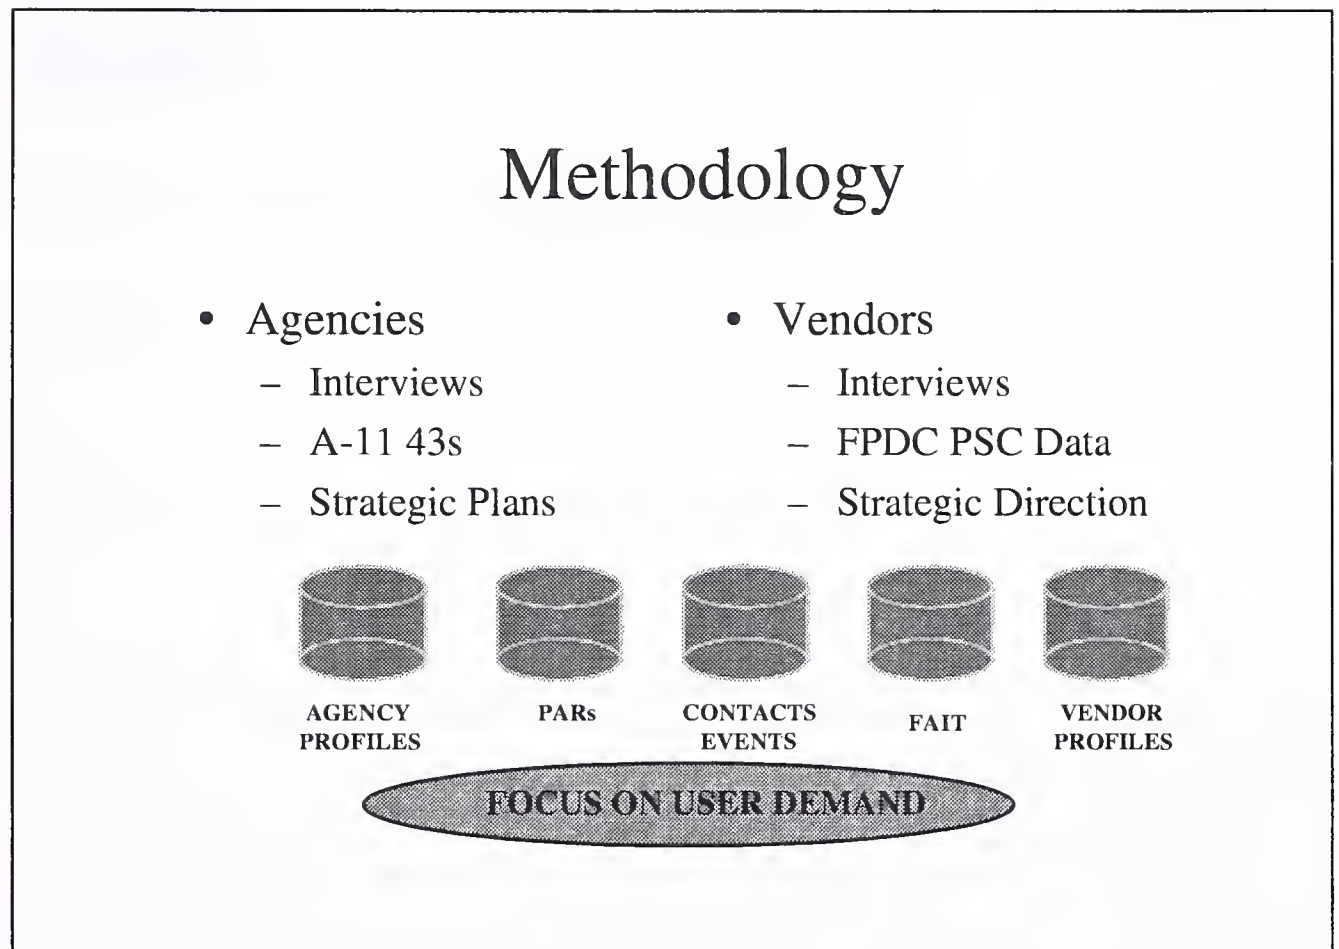 Methodology
• Agencies
– Interviews
– A-11 43s
– Strategic Plans
• Vendors
– Interviews
– FPDC PSC Data
– Strategic Direction
AGENCY
PROFILES
PARs
CONTACTS
EVENTS
FAIT
VENDOR
PROFILES
FOCUS ON USER DEMAND